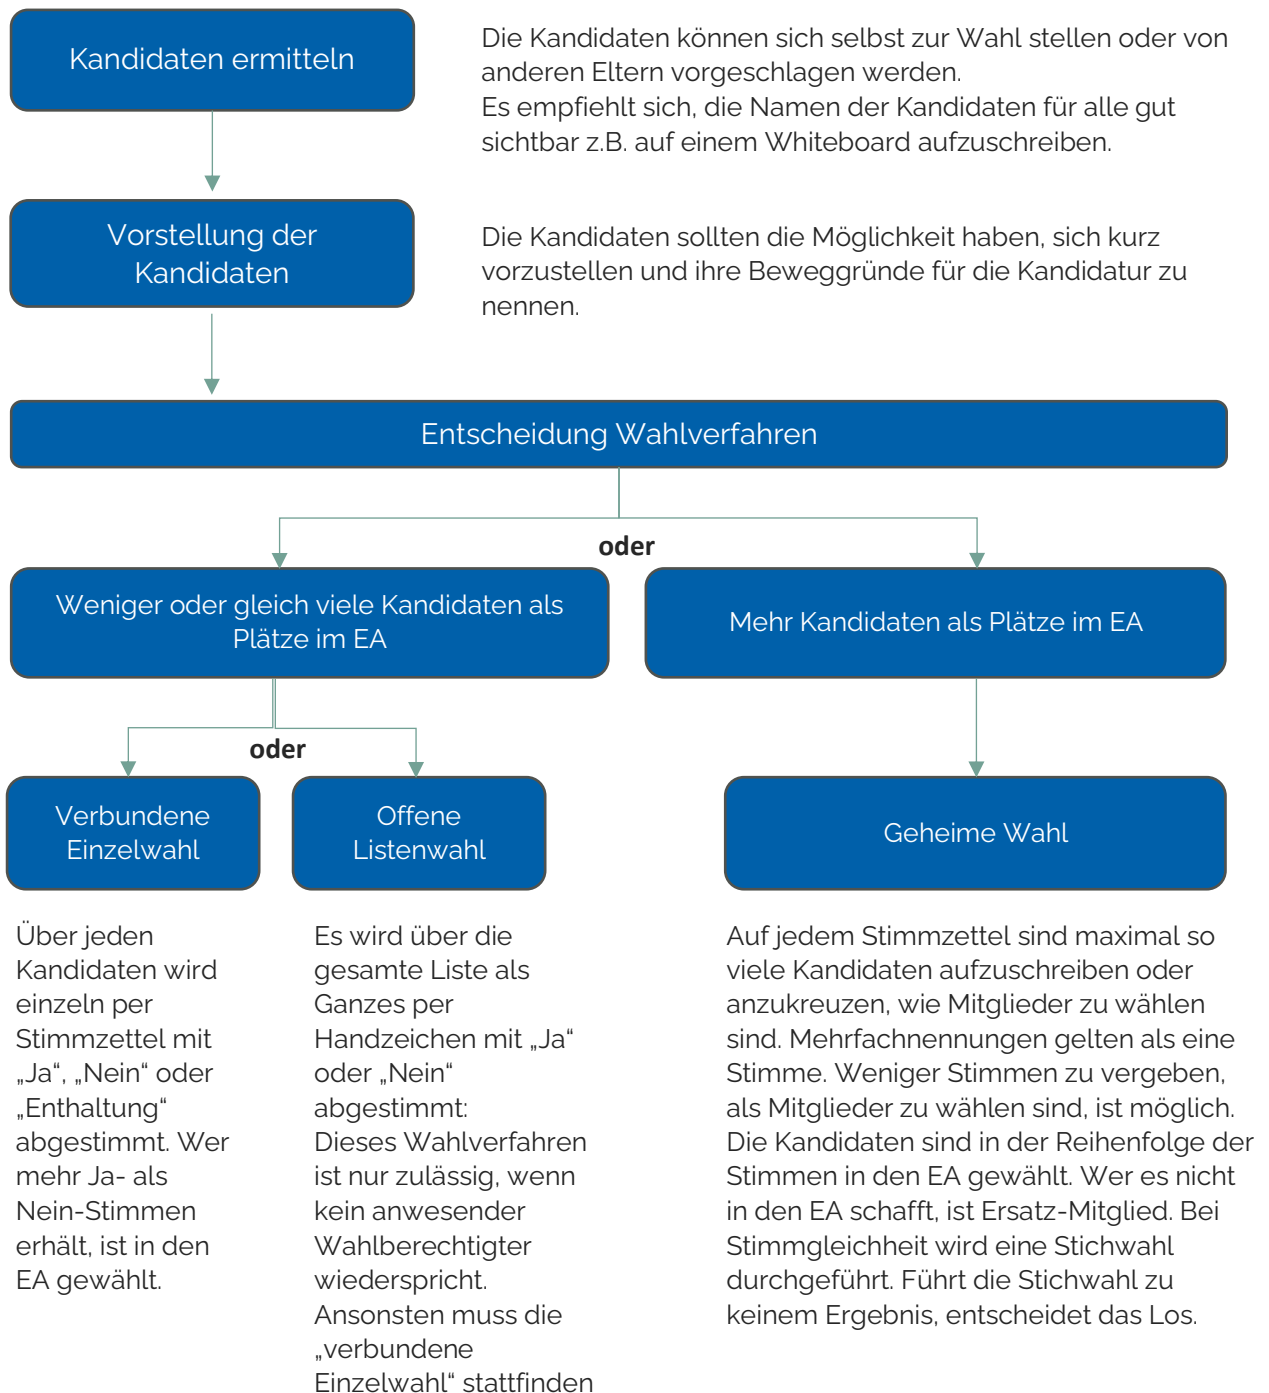 Kandidaten ermitteln
Die Kandidaten können sich selbst zur Wahl stellen oder von
anderen Eltern vorgeschlagen werden.
Es empfiehlt sich, die Namen der Kandidaten für alle gut
sichtbar z.B. auf einem Whiteboard aufzuschreiben.
Vorstellung der
Kandidaten
Die Kandidaten sollten die Möglichkeit haben, sich kurz
vorzustellen und ihre Beweggründe für die Kandidatur zu
nennen.
Entscheidung Wahlverfahren
oder
Weniger oder gleich viele Kandidaten als
Plätze im EA
Mehr Kandidaten als Plätze im EA
oder
Verbundene
Einzelwahl
Offene
Listenwahl
Geheime Wahl
Über jeden
Kandidaten wird
einzeln per
Stimmzettel mit
„Ja“, „Nein“ oder
„Enthaltung“
abgestimmt. Wer
mehr Ja- als
Nein-Stimmen
erhält, ist in den
EA gewählt.
Es wird über die
gesamte Liste als
Ganzes per
Handzeichen mit „Ja“
oder „Nein“
abgestimmt:
Dieses Wahlverfahren
ist nur zulässig, wenn
kein anwesender
Wahlberechtigter
wiederspricht.
Ansonsten muss die
„verbundene
Einzelwahl“ stattfinden
Auf jedem Stimmzettel sind maximal so
viele Kandidaten aufzuschreiben oder
anzukreuzen, wie Mitglieder zu wählen
sind. Mehrfachnennungen gelten als eine
Stimme. Weniger Stimmen zu vergeben,
als Mitglieder zu wählen sind, ist möglich.
Die Kandidaten sind in der Reihenfolge der
Stimmen in den EA gewählt. Wer es nicht
in den EA schafft, ist Ersatz-Mitglied. Bei
Stimmgleichheit wird eine Stichwahl
durchgeführt. Führt die Stichwahl zu
keinem Ergebnis, entscheidet das Los.